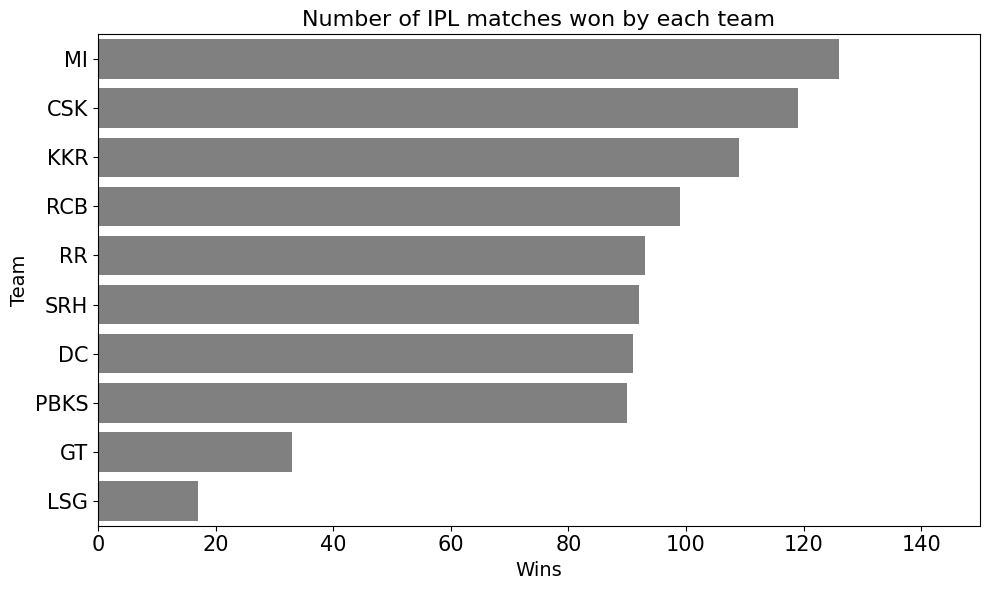 Number of IPL matches won by each team
MI
CSK
KKR
RCB
RR
SRH
DC
PBKS
GT
LSG
Team
0 20 40 60 80 100 120 140
Wins